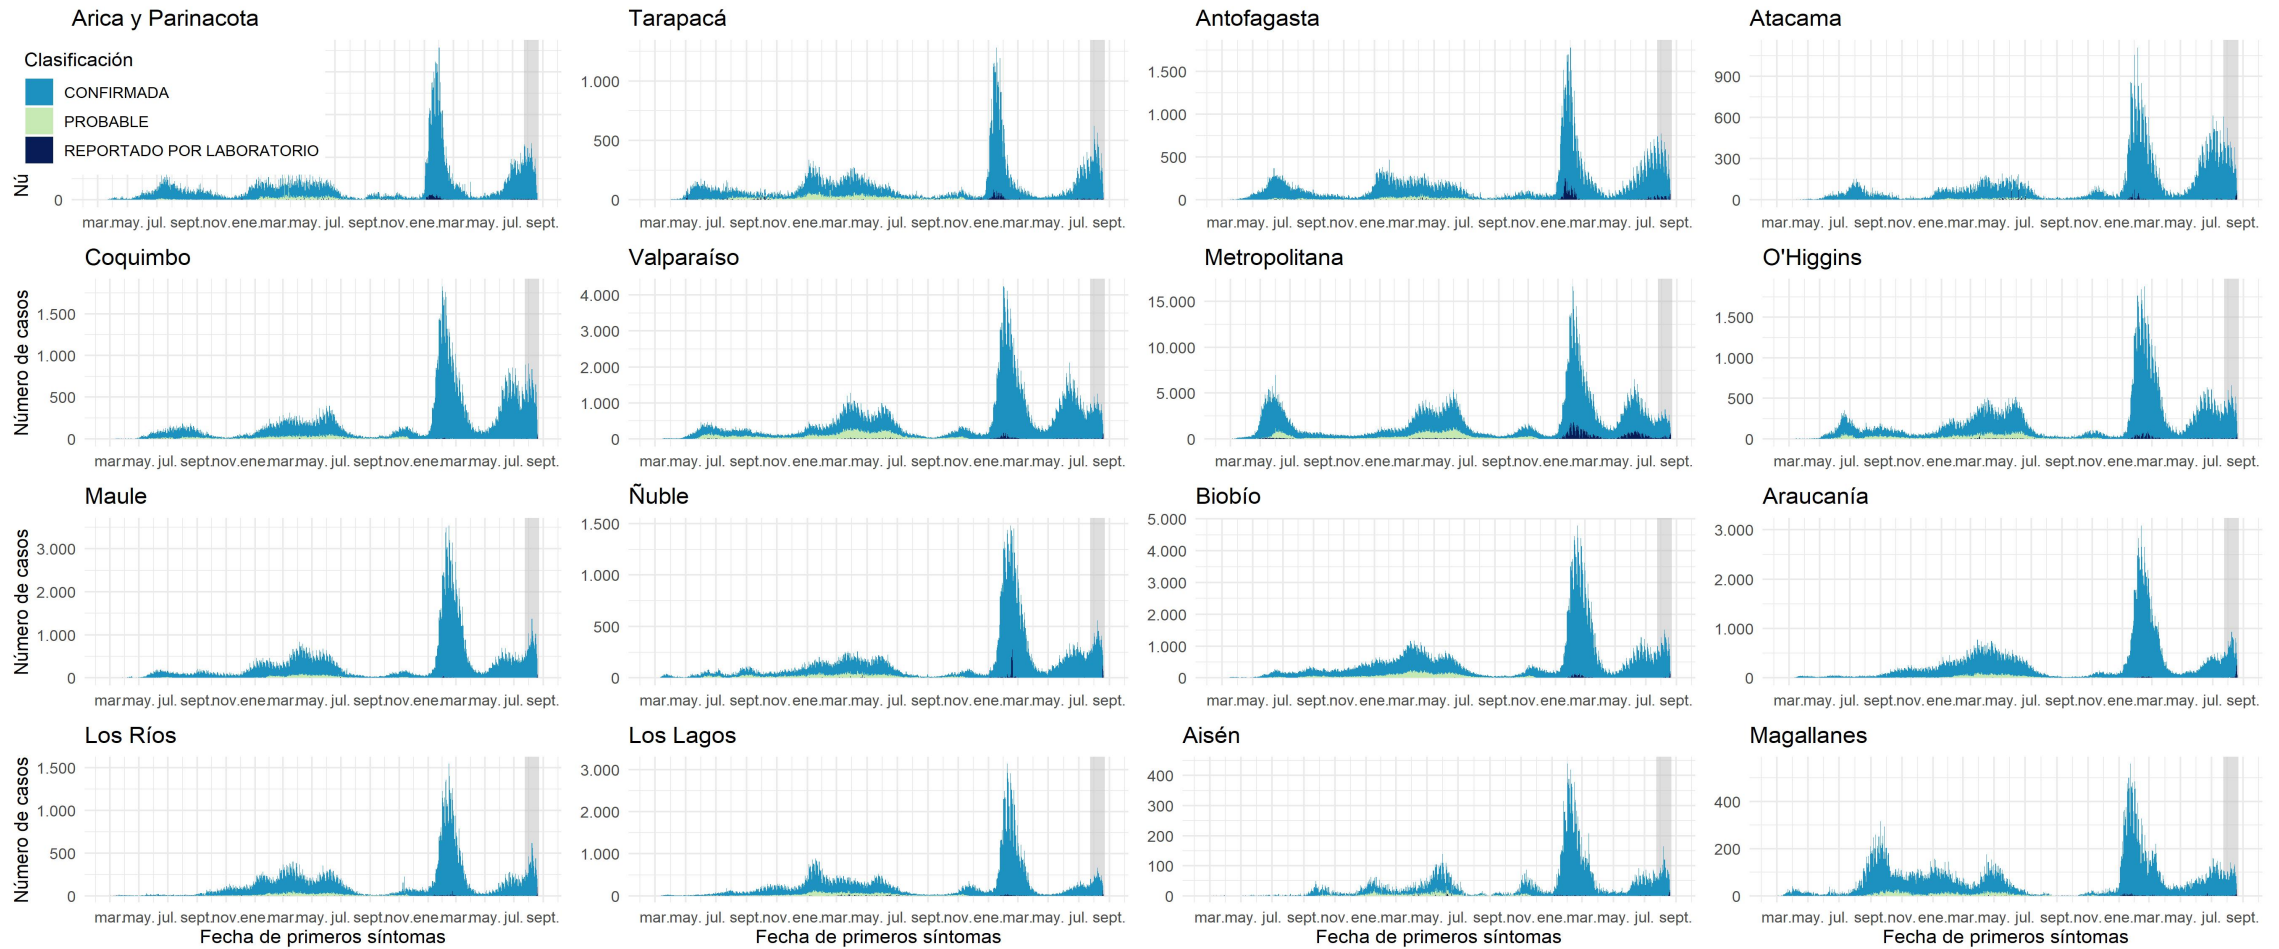 Arica y Parinacota
Clasificación
CONFIRMADA
PROBABLE
REPORTADO POR LABORATORIO
Nú
0
mar. may. jul. sept. nov. ene. mar. may. jul. sept. nov. ene. mar. may. jul. sept.
Tarapacá
1.000
500
0
mar. may. jul. sept. nov. ene. mar. may. jul. sept. nov. ene. mar. may. jul. sept.
Antofagasta
1.500
1.000
500
0
mar. may. jul. sept. nov. ene. mar. may. jul. sept. nov. ene. mar. may. jul. sept.
Atacama
900
600
300
0
mar. may. jul. sept. nov. ene. mar. may. jul. sept. nov. ene. mar. may. jul. sept.
Coquimbo
Número de casos
1.500
1.000
500
0
mar. may. jul. sept. nov. ene. mar. may. jul. sept. nov. ene. mar. may. jul. sept.
Valparaíso
4.000
3.000
2.000
1.000
0
mar. may. jul. sept. nov. ene. mar. may. jul. sept. nov. ene. mar. may. jul. sept.
Metropolitana
15.000
10.000
5.000
0
mar. may. jul. sept. nov. ene. mar. may. jul. sept. nov. ene. mar. may. jul. sept.
O'Higgins
1.500
1.000
500
0
mar. may. jul. sept. nov. ene. mar. may. jul. sept. nov. ene. mar. may. jul. sept.
Maule
Número de casos
3.000
2.000
1.000
0
mar. may. jul. sept. nov. ene. mar. may. jul. sept. nov. ene. mar. may. jul. sept.
Ñuble
1.500
1.000
500
0
mar. may. jul. sept. nov. ene. mar. may. jul. sept. nov. ene. mar. may. jul. sept.
Biobío
5.000
4.000
3.000
2.000
1.000
0
mar. may. jul. sept. nov. ene. mar. may. jul. sept. nov. ene. mar. may. jul. sept.
Araucanía
3.000
2.000
1.000
0
mar. may. jul. sept. nov. ene. mar. may. jul. sept. nov. ene. mar. may. jul. sept.
Los Ríos
Número de casos
1.500
1.000
500
0
mar. may. jul. sept. nov. ene. mar. may. jul. sept. nov. ene. mar. may. jul. sept.
Fecha de primeros síntomas
Los Lagos
3.000
2.000
1.000
0
mar. may. jul. sept. nov. ene. mar. may. jul. sept. nov. ene. mar. may. jul. sept.
Fecha de primeros síntomas
Aisén
400
300
200
100
0
mar. may. jul. sept. nov. ene. mar. may. jul. sept. nov. ene. mar. may. jul. sept.
Fecha de primeros síntomas
Magallanes
400
200
0
mar. may. jul. sept. nov. ene. mar. may. jul. sept. nov. ene. mar. may. jul. sept.
Fecha de primeros síntomas